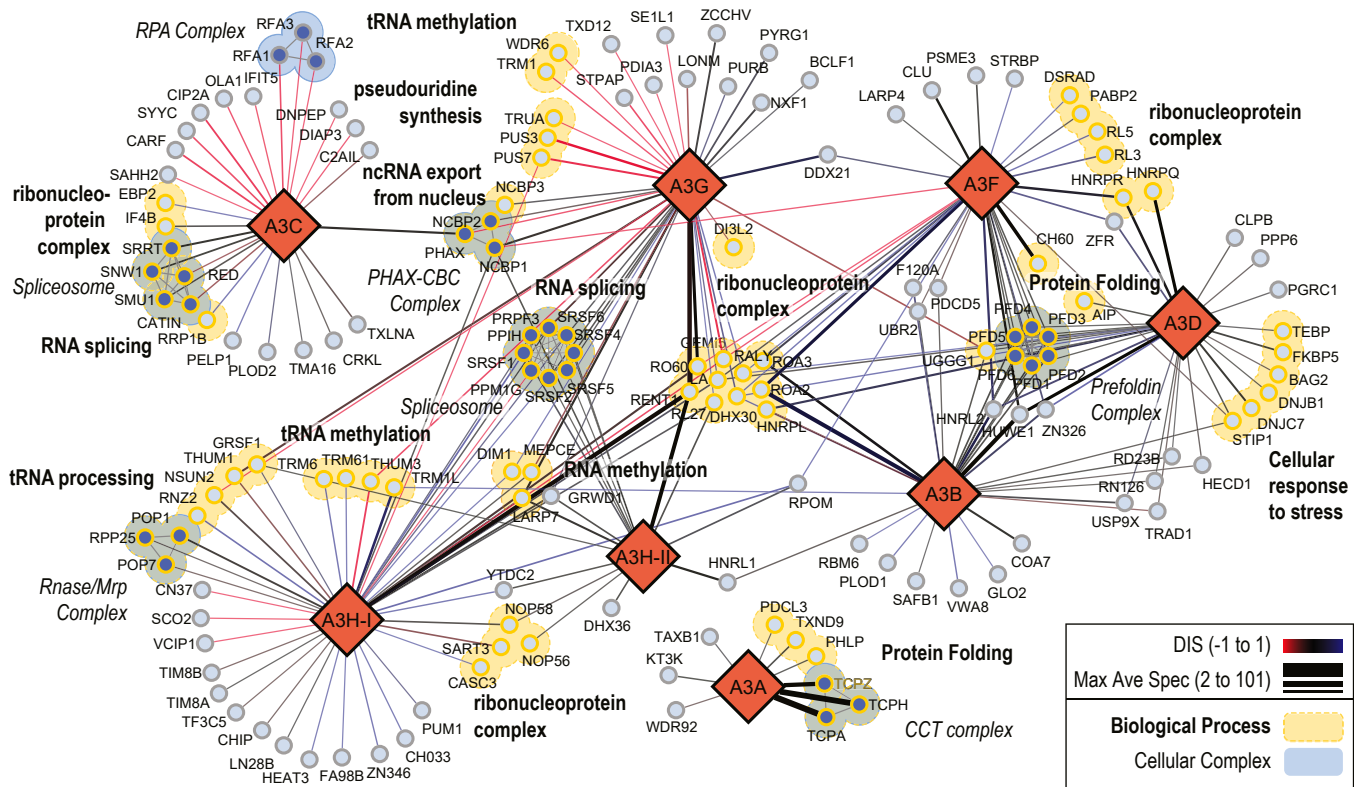 RPA Complex
RFA3
RFA1
RFA2
IFIT5
OLA1
CIP2A
SYYC
CARF
SAHH2
DNPEP
DIAP3
C2AIL
A3C
ribonucleo-
protein
complex
EBP2
IF4B
SRRT
SNW1
RED
SMU1
CATIN
RRP1B
Spliceosome
RNA splicing
PELP1
PLOD2
TMA16
CRKL
TXLNA
tRNA methylation
WDR6
TRM1
TXD12
SE1L1
ZCCHV
PYRG1
STPAP
PDIA3
LONM
PURB
BCLF1
NXF1
pseudouridine
synthesis
TRUA
PUS3
PUS7
ncRNA export
from nucleus
NCBP3
NCBP2
PHAX
NCBP1
PHAX-CBC
Complex
A3G
DDX21
DI3L2
RNA splicing
PRPF3
SRSF6
PPIH
SRSF4
SRSF1
PPM1G
SRSF2
SRSF5
Spliceosome
ribonucleoprotein
complex
GEMI5
RALY
ROA3
RO60
LA
ROA2
RENT1
RL27
DHX30
HNRPL
CLU
PSME3
STRBP
LARP4
DSRAD
PABP2
RL5
RL3
ribonucleoprotein
complex
HNRPR
HNRPQ
ZFR
A3F
CH60
F120A
PDCD5
UBR2
Protein Folding
AIP
PFD4
PFD3
PFD5
UGGG1
PFD6
PFD1
PFD2
Prefoldin
Complex
HNRL2
HUWE1
ZN326
CLPB
PPP6
PGRC1
A3D
TEBP
FKBP5
BAG2
DNJB1
DNJC7
STIP1
Cellular
response
to stress
RD23B
RN126
HECD1
USP9X
TRAD1
A3B
RBM6
PLOD1
SAFB1
VWA8
GLO2
COA7
RPOM
HNRL1
tRNA methylation
GRSF1
THUM1
NSUN2
RNZ2
TRM6
TRM61
THUM3
TRM1L
tRNA processing
POP1
RPP25
POP7
Rnase/Mrp
Complex
DIM1
MEPCE
LARP7
RNA methylation
GRWD1
A3H-II
YTDC2
DHX36
A3H-I
CN37
SCO2
VCIP1
TIM8B
TIM8A
TF3C5
CHIP
LN28B
HEAT3
FA98B
ZN346
CH033
PUM1
NOP58
SART3
NOP56
CASC3
ribonucleoprotein
complex
PDCL3
TXND9
PHLP
TAXB1
KT3K
WDR92
A3A
Protein Folding
TCPZ
TCPH
TCPA
CCT complex
DIS (-1 to 1)
Max Ave Spec (2 to 101)
Biological Process
Cellular Complex